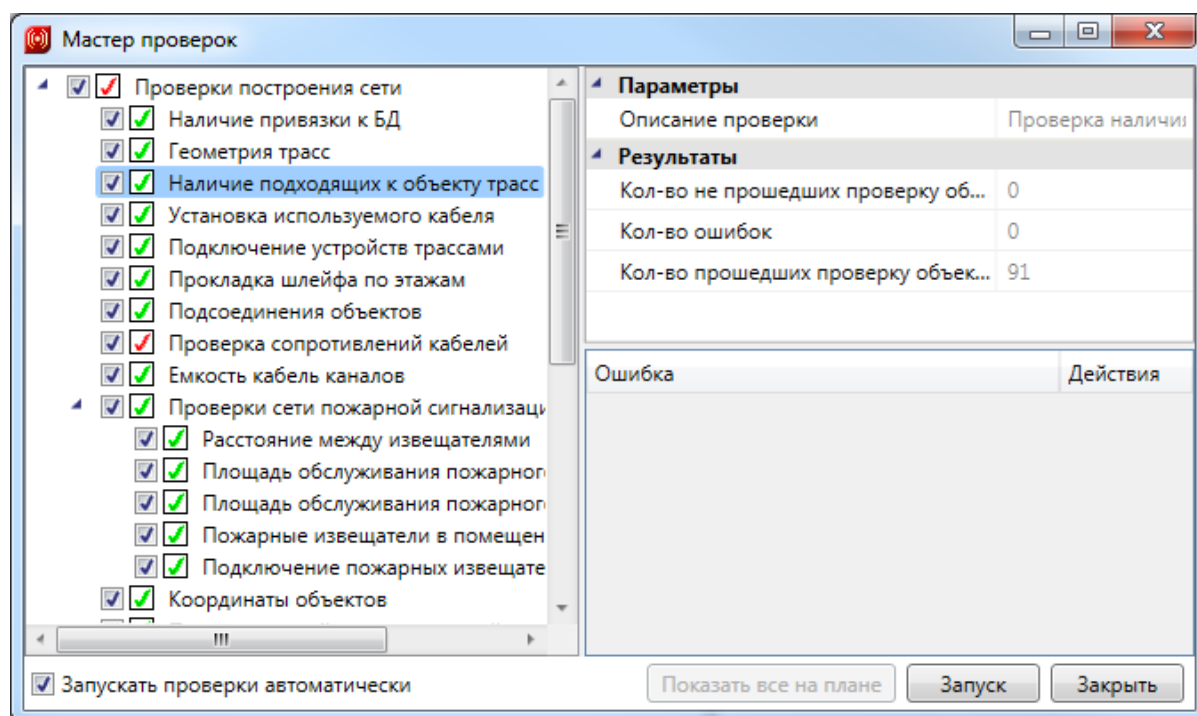 Мастер проверок
Проверки построения сети
Наличие привязки к БД
Геометрия трасс
Наличие подходящих к объекту трасс
Установка используемого кабеля
Подключение устройств трассами
Прокладка шлейфа по этажам
Подсоединения объектов
Проверка сопротивлений кабелей
Емкость кабель каналов
Проверки сети пожарной сигнализаци
Расстояние между извещателями
Площадь обслуживания пожарног
Площадь обслуживания пожарног
Пожарные извещатели в помещен
Подключение пожарных извещате
Координаты объектов
Параметры
Описание проверки Проверка наличия
Результаты
Кол-во не прошедших проверку об... 0
Кол-во ошибок 0
Кол-во прошедших проверку объек... 91
Ошибка Действия
Запускать проверки автоматически
Показать все на плане Запуск Закрыть